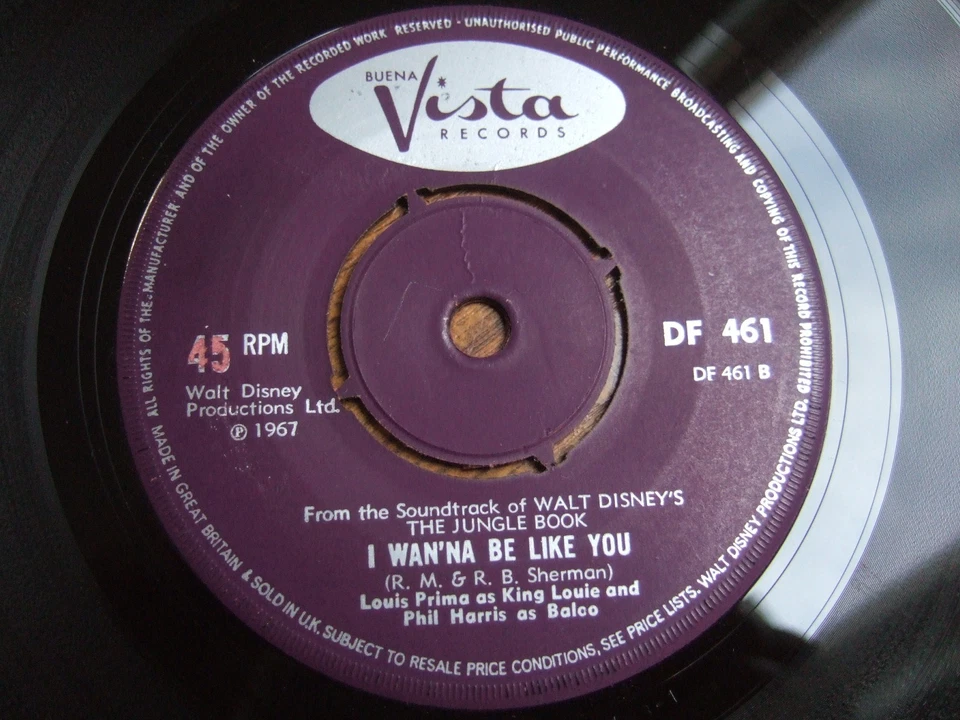 ALL RIGHTS OF THE MANUFACTURER AND OF THE OWNER OF THE RECORDED WORK RESERVED - UNAUTHORISED PUBLIC PERFORMANCE BROADCASTING AND COPYING OF THIS RECORD PROHIBITED. WALT DISNEY PRODUCTIONS LTD.
BUENA
Vista
RECORDS
45 RPM
Walt Disney
Productions Ltd.
℗ 1967
DF 461
DF 461 B
From the Soundtrack of WALT DISNEY'S
THE JUNGLE BOOK
I WAN'NA BE LIKE YOU
(R. M. & R. B. Sherman)
Louis Prima as King Louie and
Phil Harris as Balco
MADE IN GREAT BRITAIN & SOLD IN U.K. SUBJECT TO RESALE PRICE CONDITIONS, SEE PRICE LISTS.